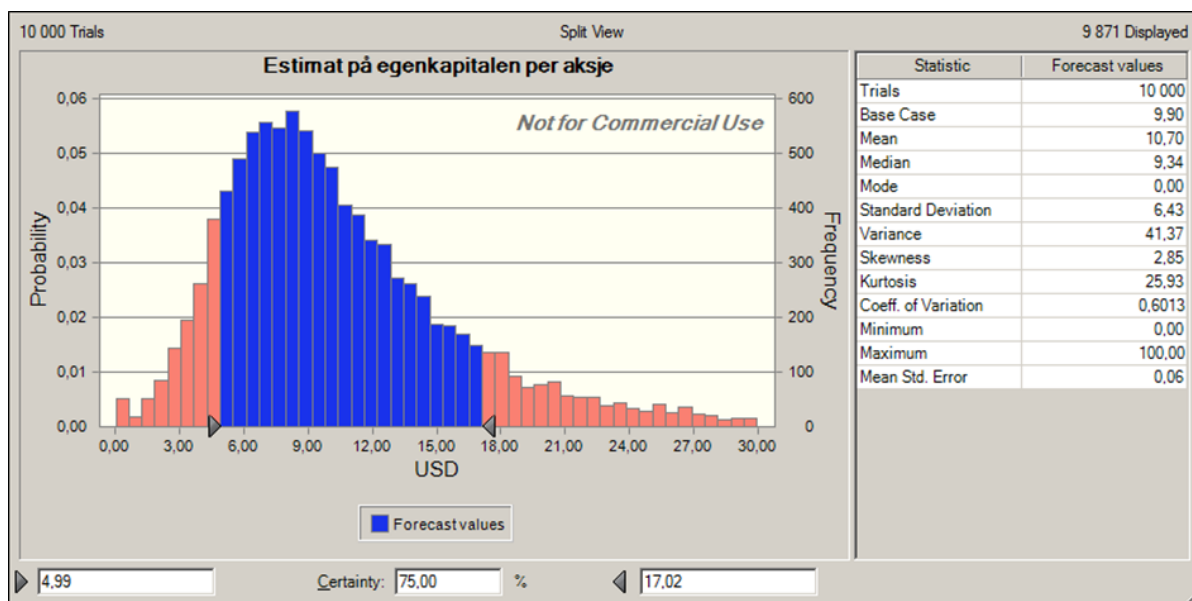 10 000 Trials
Split View
9 871 Displayed
Estimat på egenkapitalen per aksje
Not for Commercial Use
0,06
0,05
0,04
0,03
0,02
0,01
0,00
Probability
600
500
400
300
200
100
0
Frequency
0,00 3,00 6,00 9,00 12,00 15,00 18,00 21,00 24,00 27,00 30,00
USD
Forecast values
Statistic Forecast values
Trials 10 000
Base Case 9,90
Mean 10,70
Median 9,34
Mode 0,00
Standard Deviation 6,43
Variance 41,37
Skewness 2,85
Kurtosis 25,93
Coeff. of Variation 0,6013
Minimum 0,00
Maximum 100,00
Mean Std. Error 0,06
4,99 Certainty: 75,00 % 17,02